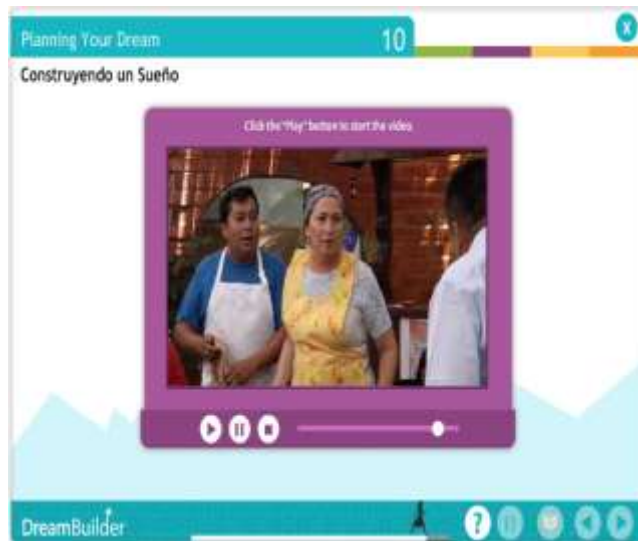 Planning Your Dream
10
X
Construyendo un Sueño
Click the "Play" button to start the video.
DreamBuilder
?